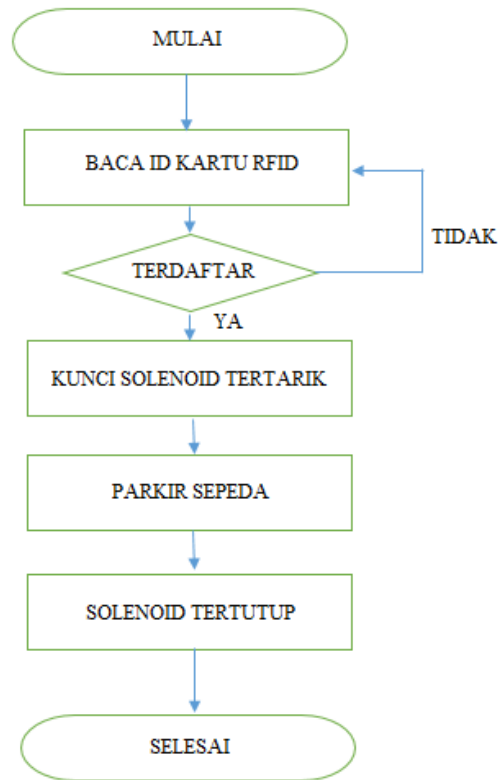 MULAI
BACA ID KARTU RFID
TIDAK
TERDAFTAR
YA
KUNCI SOLENOID TERTARIK
PARKIR SEPEDA
SOLENOID TERTUTUP
SELESAI